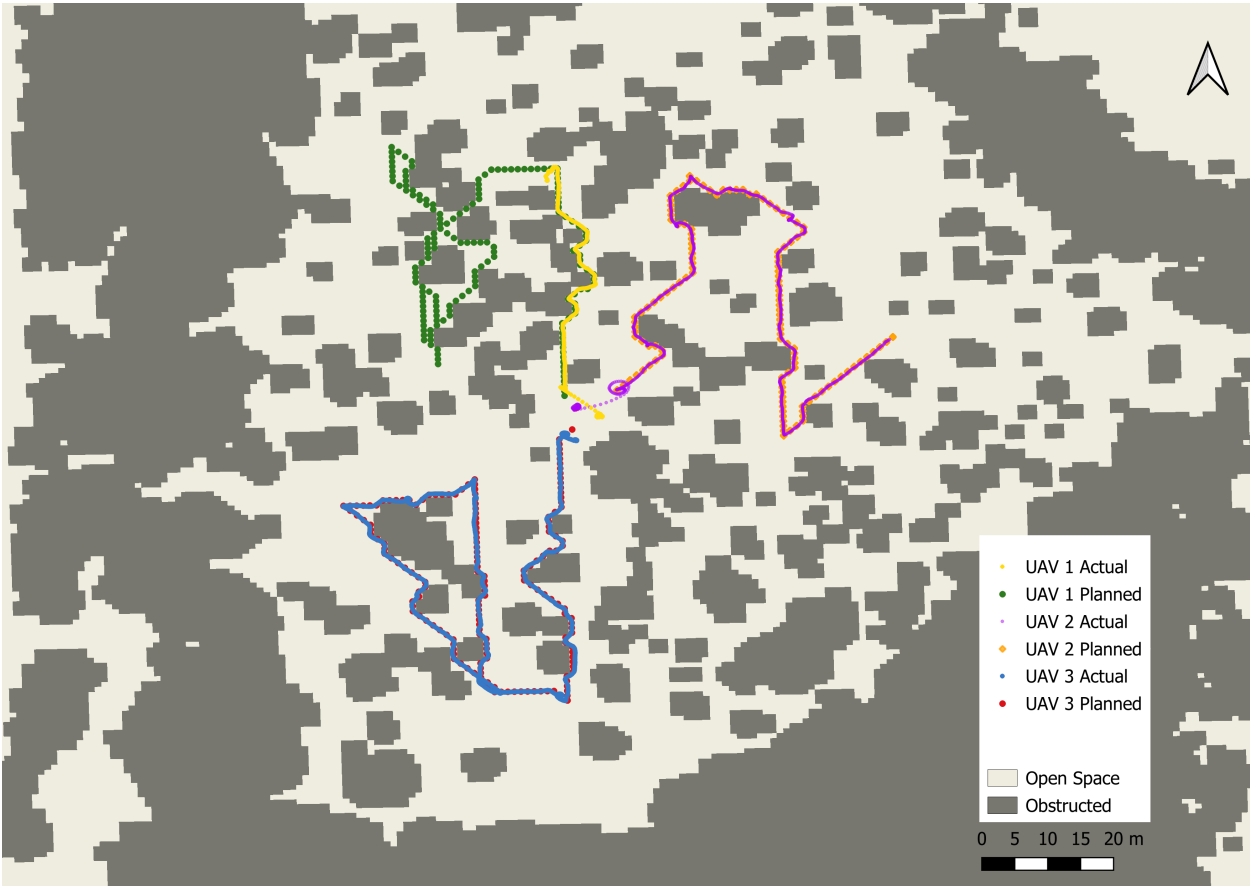 UAV 1 Actual
UAV 1 Planned
UAV 2 Actual
UAV 2 Planned
UAV 3 Actual
UAV 3 Planned
Open Space
Obstructed
0 5 10 15 20 m